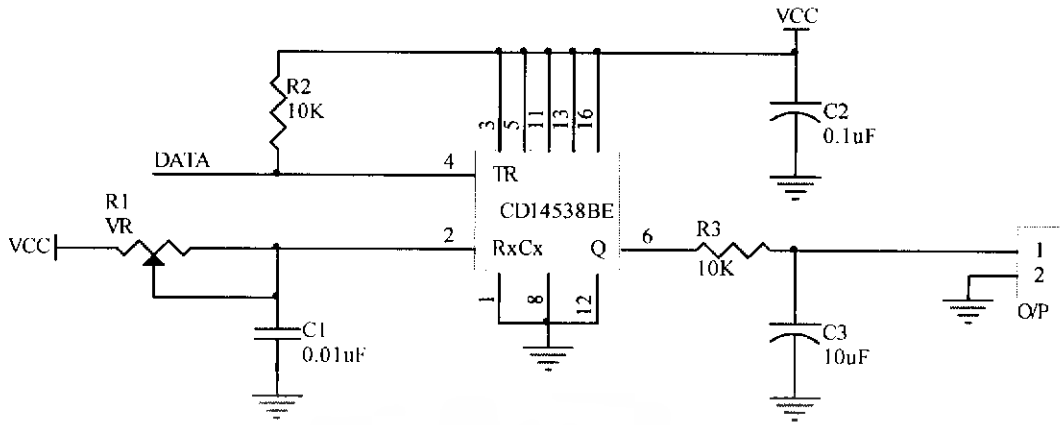 VCC
R2
10K
3
5
11
13
16
C2
0.1uF
DATA
4
TR
R1
VR
CD14538BE
VCC
2
RxCx
Q
6
R3
10K
1
2
O/P
1
8
12
C1
0.01uF
C3
10uF